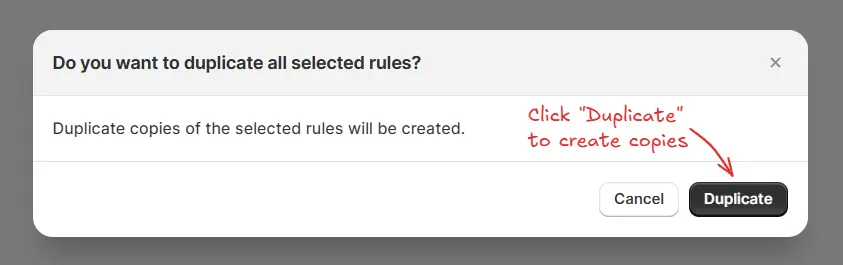 Do you want to duplicate all selected rules?
Duplicate copies of the selected rules will be created.
Click "Duplicate"
to create copies
Cancel
Duplicate